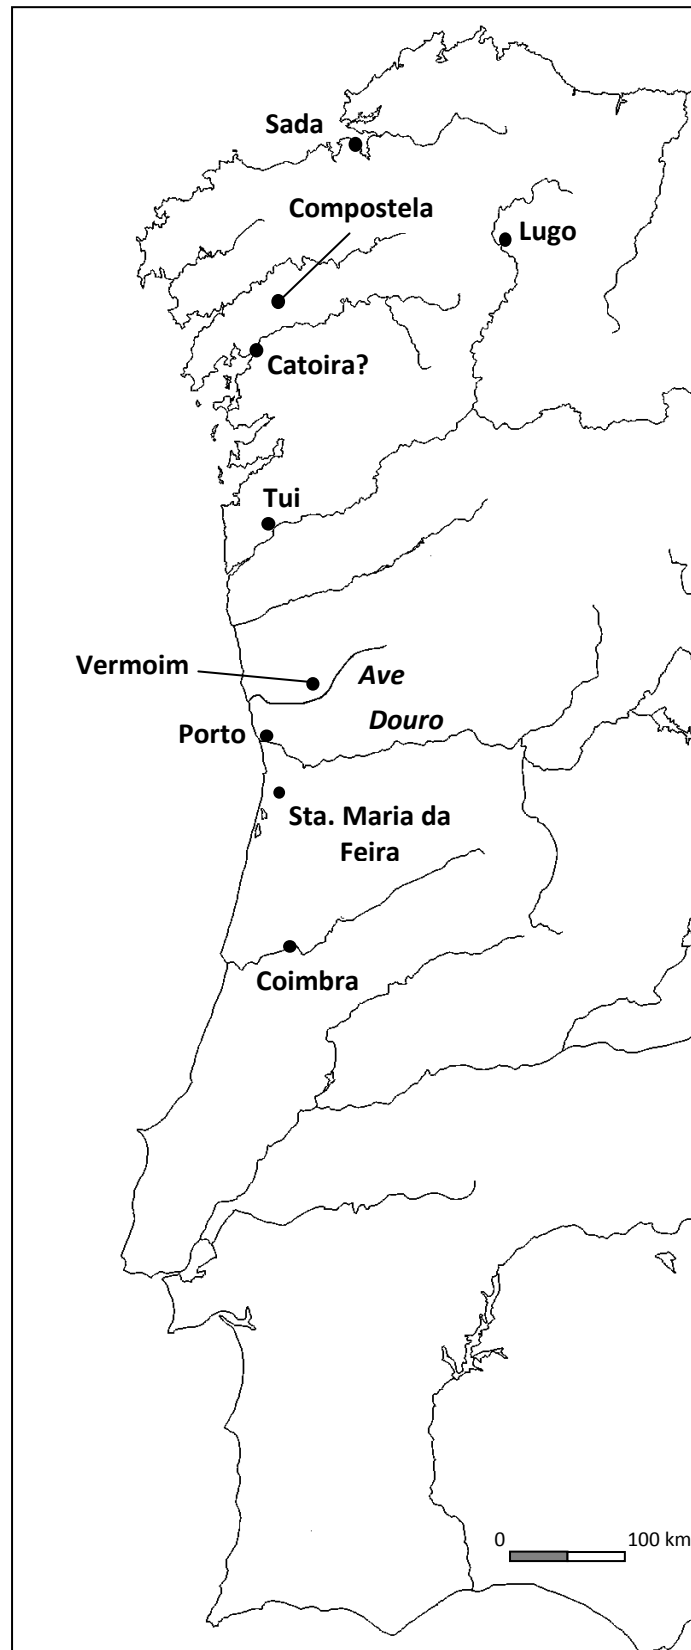 Sada
Compostela
Lugo
Catoira?
Tui
Vermoim
Ave
Douro
Porto
Sta. Maria da
Feira
Coimbra
0 100 km